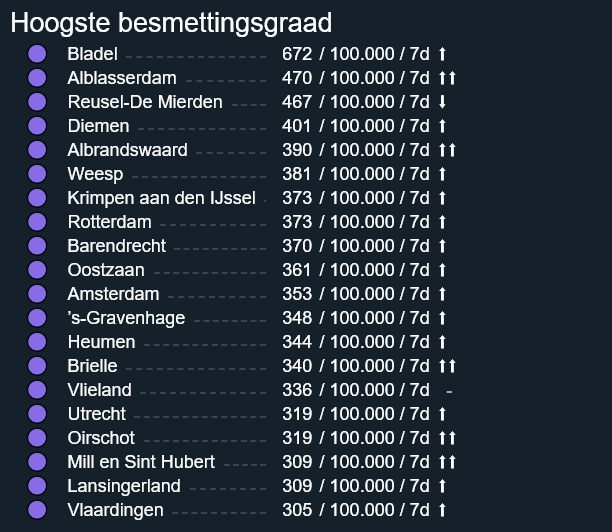 Hoogste besmettingsgraad
Bladel 672 / 100.000 / 7d ⬆
Alblasserdam 470 / 100.000 / 7d ⬆⬆
Reusel-De Mierden 467 / 100.000 / 7d ⬇
Diemen 401 / 100.000 / 7d ⬆
Albrandswaard 390 / 100.000 / 7d ⬆⬆
Weesp 381 / 100.000 / 7d ⬆
Krimpen aan den IJssel 373 / 100.000 / 7d ⬆
Rotterdam 373 / 100.000 / 7d ⬆
Barendrecht 370 / 100.000 / 7d ⬆
Oostzaan 361 / 100.000 / 7d ⬆
Amsterdam 353 / 100.000 / 7d ⬆
's-Gravenhage 348 / 100.000 / 7d ⬆
Heumen 344 / 100.000 / 7d ⬆
Brielle 340 / 100.000 / 7d ⬆⬆
Vlieland 336 / 100.000 / 7d -
Utrecht 319 / 100.000 / 7d ⬆
Oirschot 319 / 100.000 / 7d ⬆⬆
Mill en Sint Hubert 309 / 100.000 / 7d ⬆⬆
Lansingerland 309 / 100.000 / 7d ⬆
Vlaardingen 305 / 100.000 / 7d ⬆